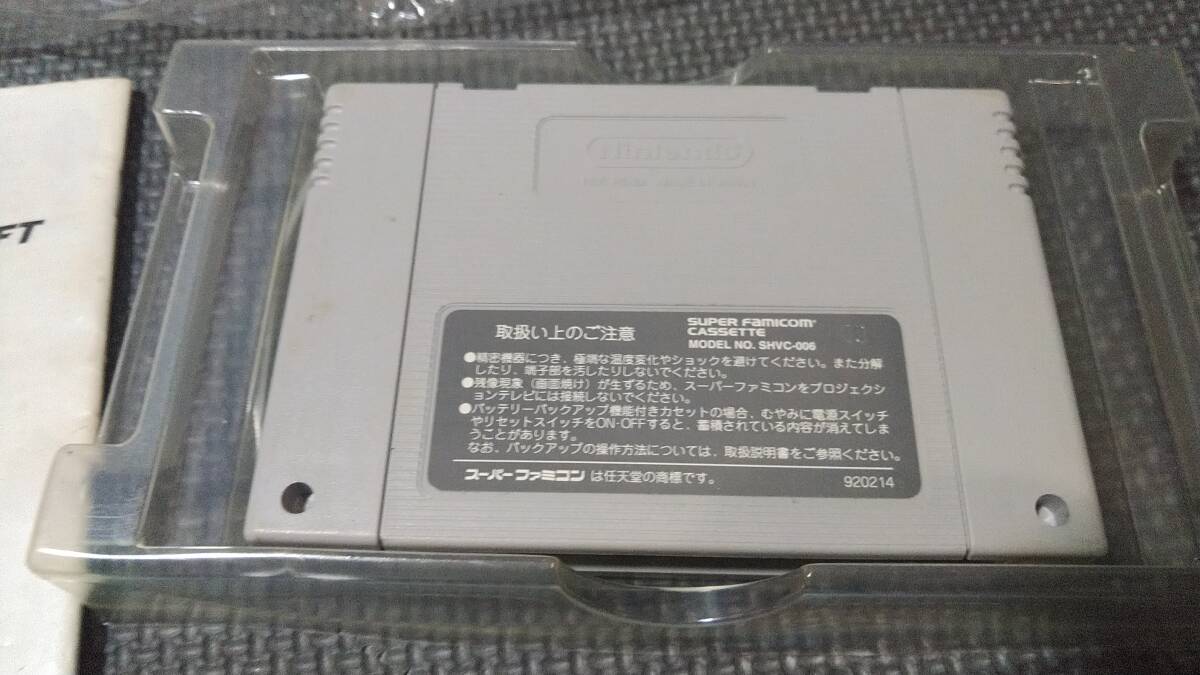 FT
Nintendo
取扱い上のご注意
SUPER FAMICOM
CASSETTE
MODEL NO. SHVC-006
●精密機器につき、極端な温度変化やショックを避けてください。また分解
したり、端子部を汚したりしないでください。
●残像現象(画面焼け)が生ずるため、スーパーファミコンをプロジェクシ
ョンテレビには接続しないでください。
●バッテリーバックアップ機能付きカセットの場合、むやみに電源スイッチ
やリセットスイッチをON・OFFすると、蓄積されている内容が消えてしま
うことがあります。
なお、バックアップの操作方法については、取扱説明書をご参照ください。
スーパーファミコン は任天堂の商標です。
920214